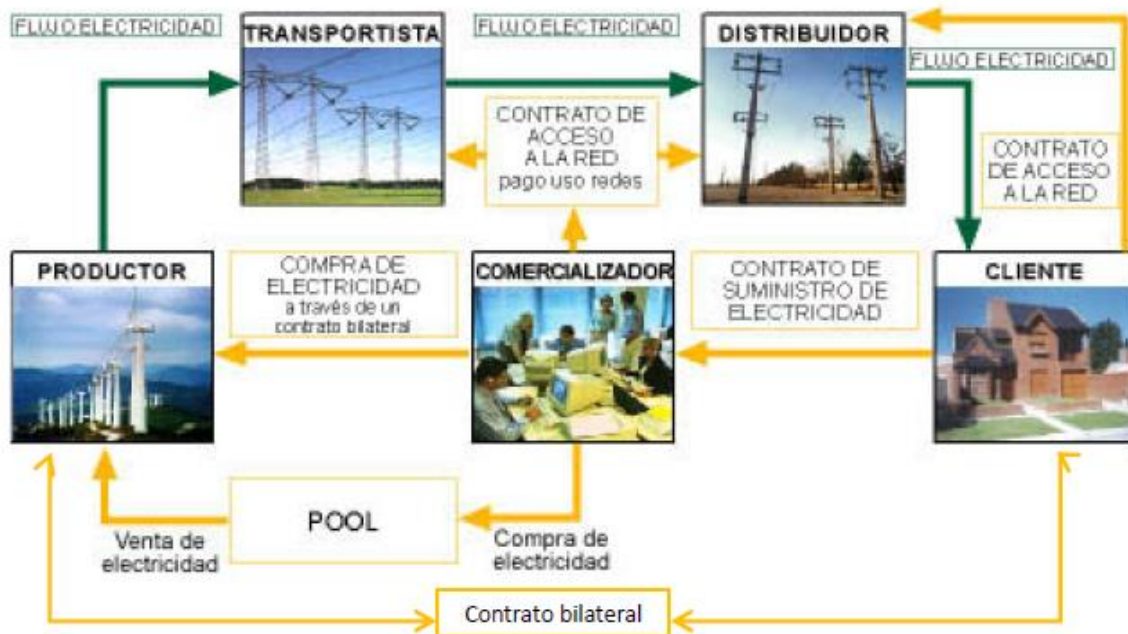 FLUJO ELECTRICIDAD
TRANSPORTISTA
FLUJO ELECTRICIDAD
DISTRIBUIDOR
FLUJO ELECTRICIDAD
CONTRATO DE
ACCESO
A LA RED
pago uso redes
CONTRATO
DE ACCESO
A LA RED
PRODUCTOR
COMPRA DE
ELECTRICIDAD
a través de un
contrato bilateral
COMERCIALIZADOR
CONTRATO DE
SUMINISTRO DE
ELECTRICIDAD
CLIENTE
POOL
Venta de
electricidad
Compra de
electricidad
Contrato bilateral